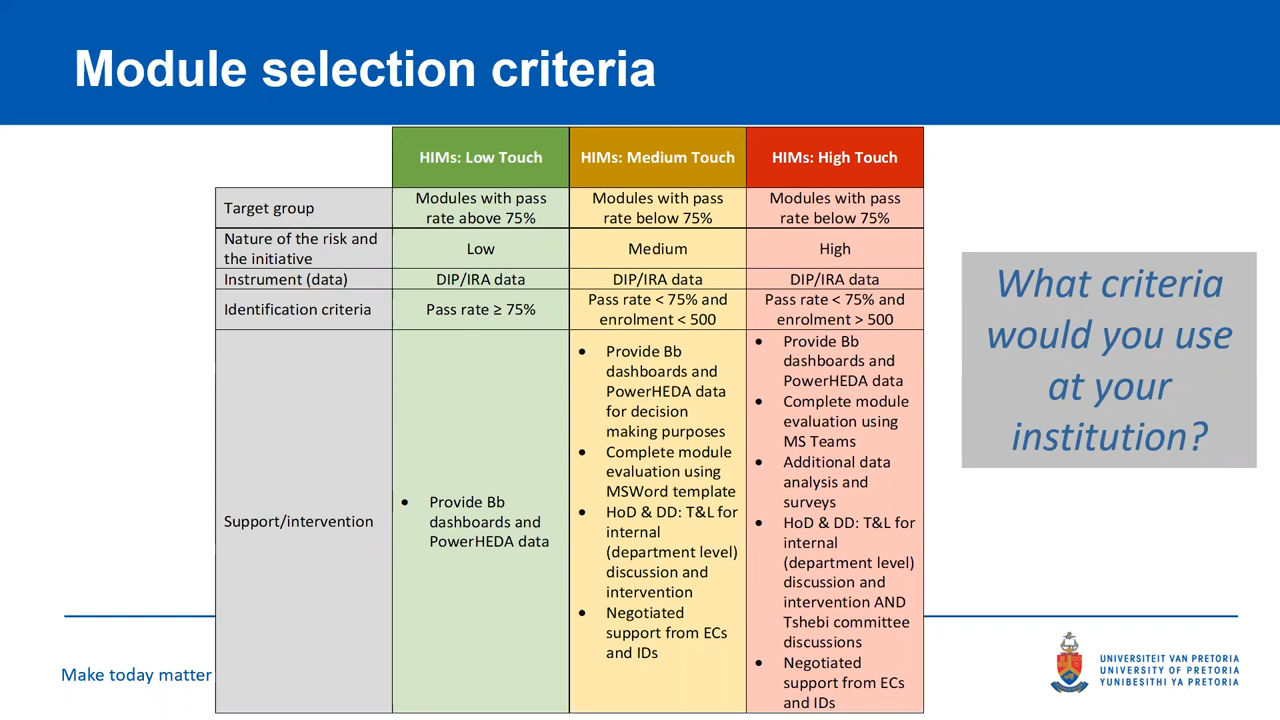 Module selection criteria
HIMs: Low Touch
HIMs: Medium Touch
HIMs: High Touch
Target group
Modules with pass
rate above 75%
Modules with pass
rate below 75%
Modules with pass
rate below 75%
Nature of the risk and
the initiative
Low
Medium
High
Instrument (data)
DIP/IRA data
DIP/IRA data
DIP/IRA data
Identification criteria
Pass rate ≥ 75%
Pass rate < 75% and
enrolment < 500
Pass rate < 75% and
enrolment > 500
Support/intervention
• Provide Bb
dashboards and
PowerHEDA data
• Provide Bb
dashboards and
PowerHEDA data
for decision
making purposes
• Complete module
evaluation using
MSWord template
• HoD & DD: T&L for
internal
(department level)
discussion and
intervention
• Negotiated
support from ECs
and IDs
• Provide Bb
dashboards and
PowerHEDA data
• Complete module
evaluation using
MS Teams
• Additional data
analysis and
surveys
• HoD & DD: T&L for
internal
(department level)
discussion and
intervention AND
Tshebi committee
discussions
• Negotiated
support from ECs
and IDs
What criteria
would you use
at your
institution?
Make today matter
UNIVERSITEIT VAN PRETORIA
UNIVERSITY OF PRETORIA
YUNIBESITHI YA PRETORIA